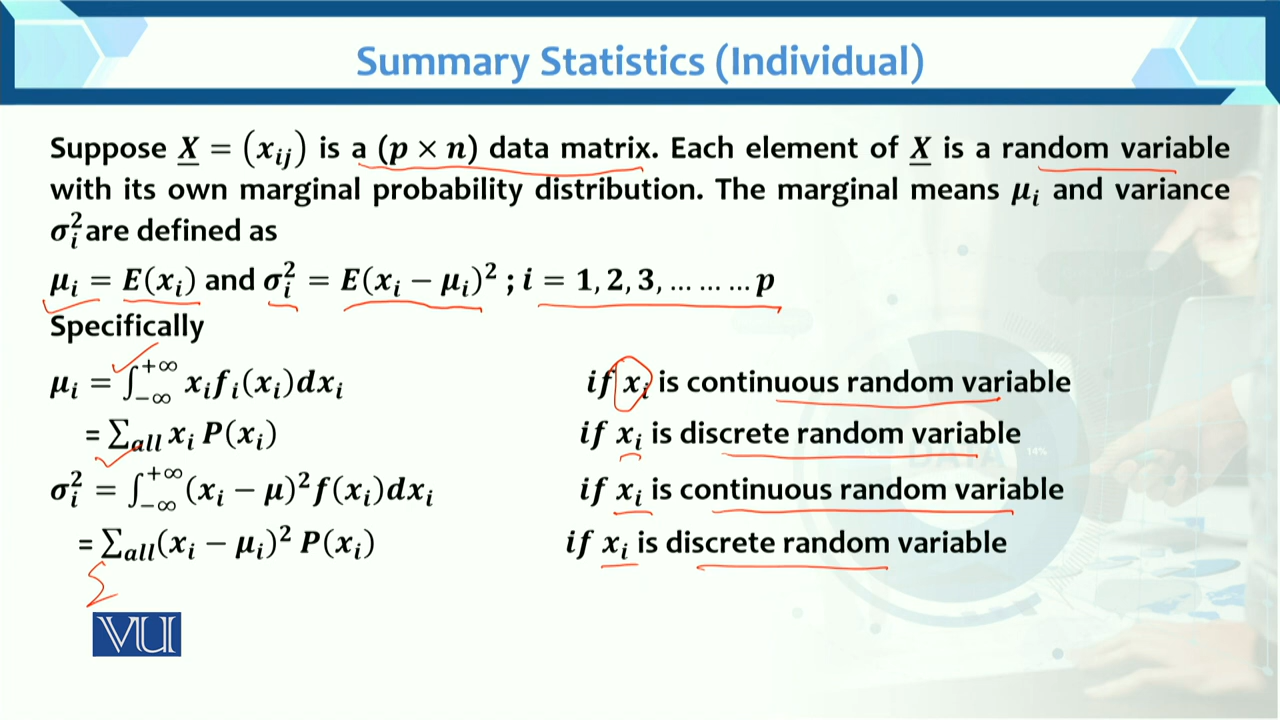 Summary Statistics (Individual)
Suppose X = (xᵢⱼ) is a (p × n) data matrix. Each element of X is a random variable
with its own marginal probability distribution. The marginal means μᵢ and variance
σᵢ² are defined as
μᵢ = E(xᵢ) and σᵢ² = E(xᵢ − μᵢ)² ; i = 1, 2, 3, … … … p
Specifically
μᵢ = ∫₋∞⁺∞ xᵢfᵢ(xᵢ)dxᵢ if xᵢ is continuous random variable
= ∑all xᵢ P(xᵢ) if xᵢ is discrete random variable
σᵢ² = ∫₋∞⁺∞ (xᵢ − μ)²f(xᵢ)dxᵢ if xᵢ is continuous random variable
= ∑all(xᵢ − μᵢ)² P(xᵢ) if xᵢ is discrete random variable
Σ
VU
DATA
14%